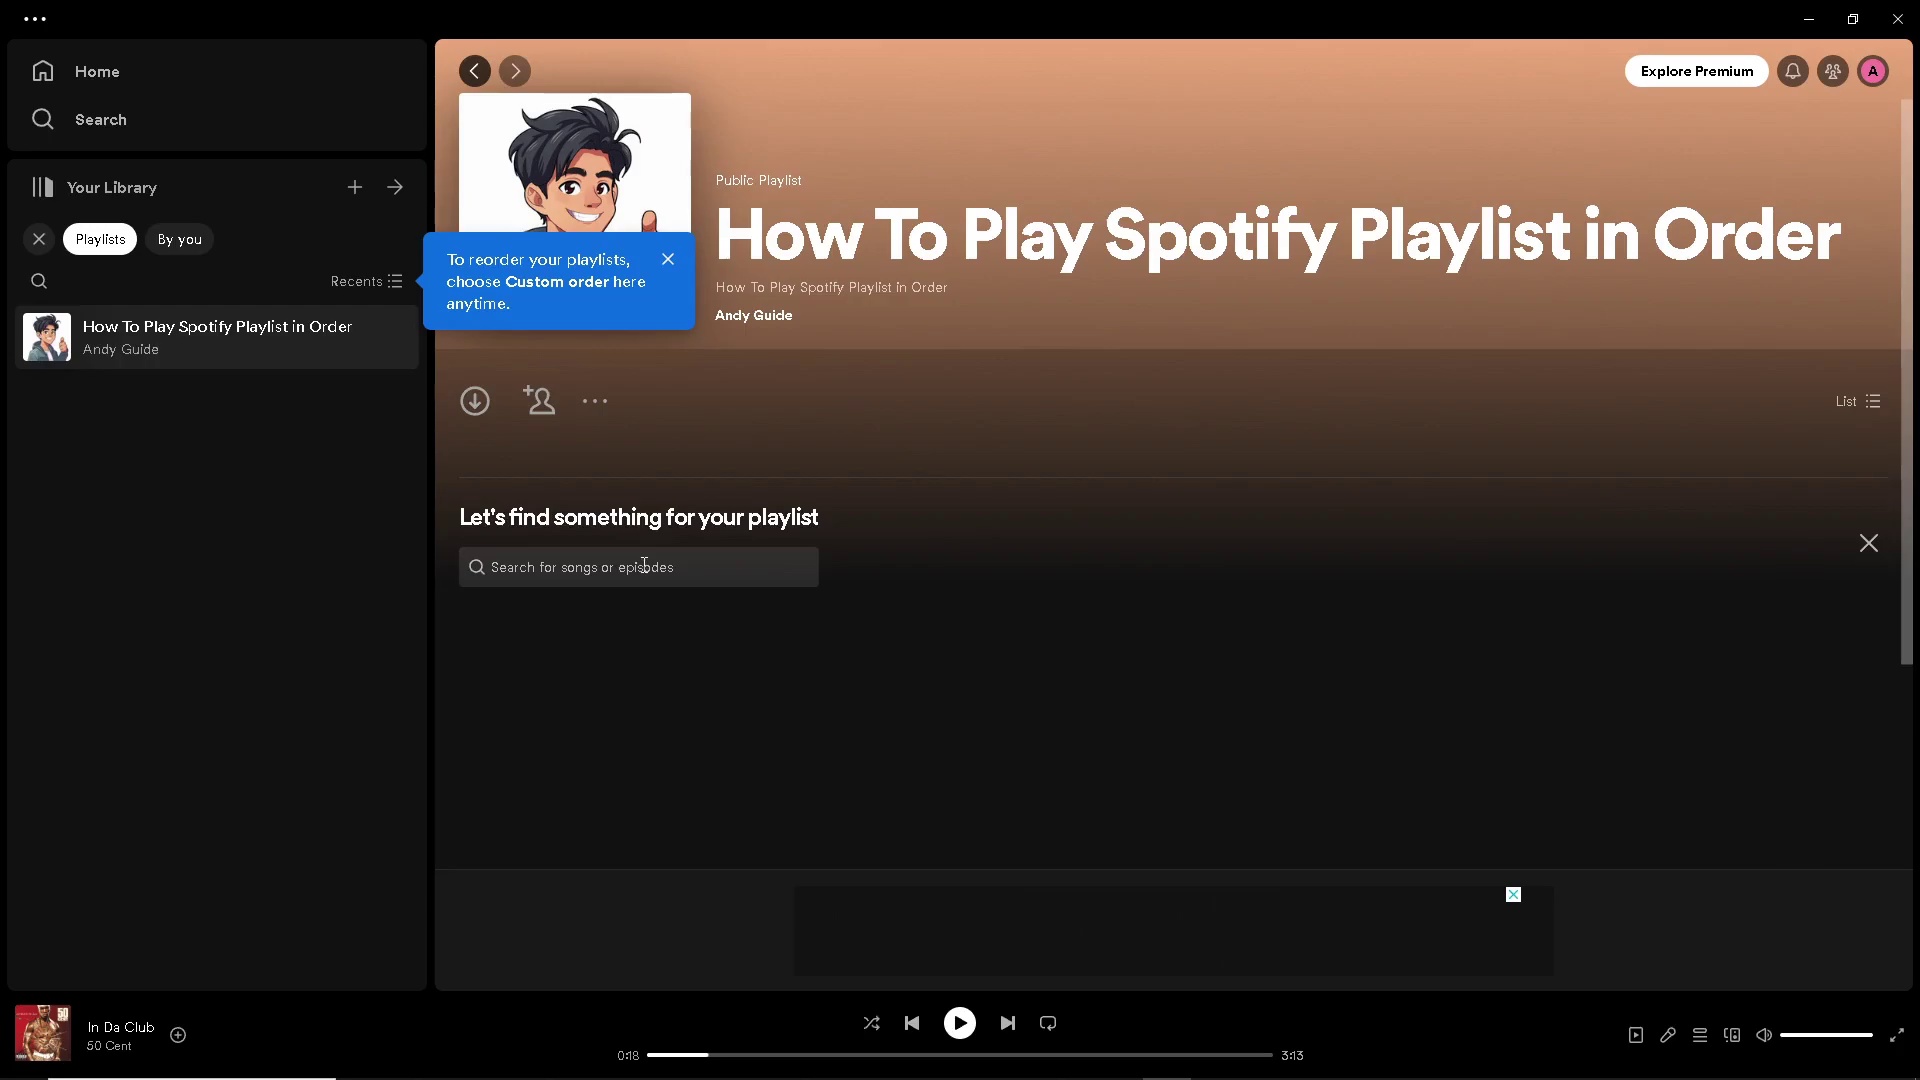 Home
Search
Your Library
Playlists
By you
Recents
How To Play Spotify Playlist in Order
Andy Guide
To reorder your playlists,
choose Custom order here
anytime.
Explore Premium
A
Public Playlist
How To Play Spotify Playlist in Order
How To Play Spotify Playlist in Order
Andy Guide
List
Let's find something for your playlist
Search for songs or episodes
50
In Da Club
50 Cent
0:18
3:13